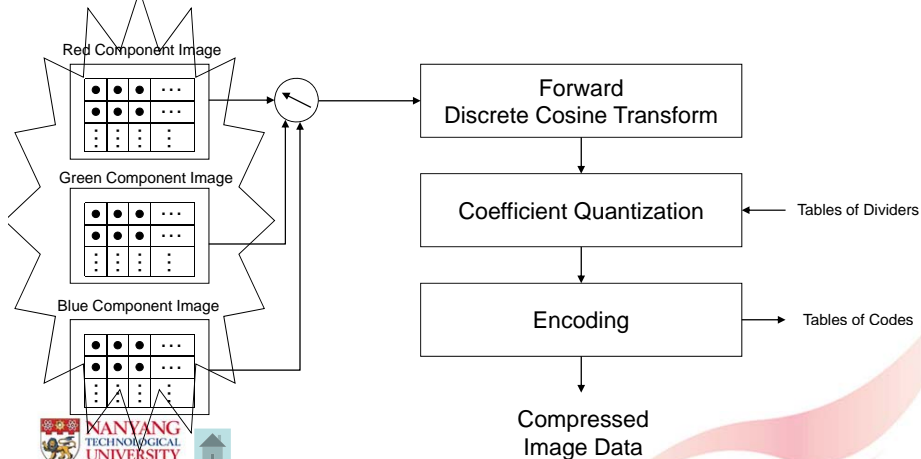 Red Component Image
Green Component Image
Blue Component Image
Forward
Discrete Cosine Transform
Coefficient Quantization
Tables of Dividers
Encoding
Tables of Codes
Compressed
Image Data
NANYANG
TECHNOLOGICAL
UNIVERSITY